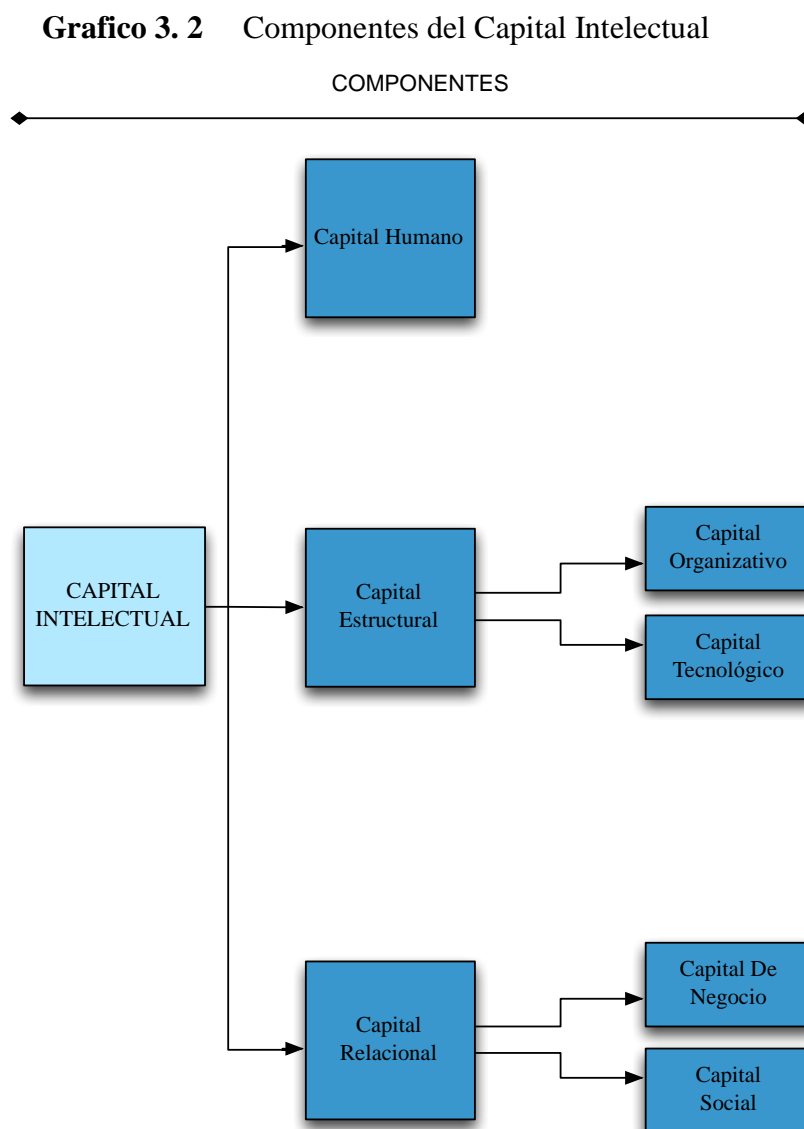 Grafico 3. 2 Componentes del Capital Intelectual
COMPONENTES
Capital Humano
CAPITAL
INTELECTUAL
Capital
Estructural
Capital
Organizativo
Capital
Tecnológico
Capital
Relacional
Capital De
Negocio
Capital
Social